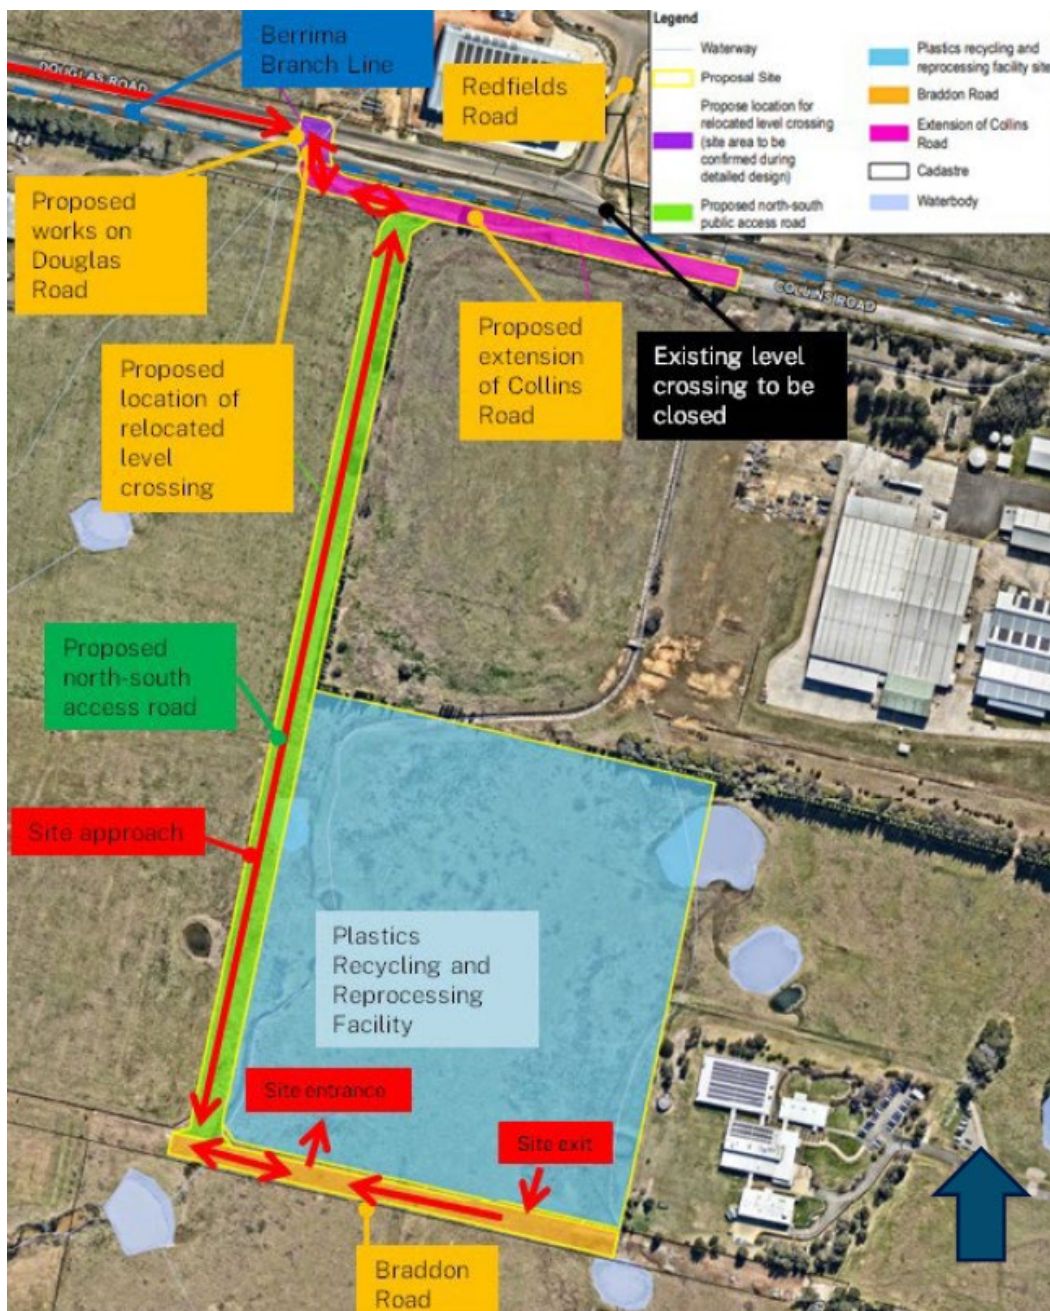 Berrima
Branch Line
DOUGLAS ROAD
Redfields
Road
Legend
Waterway
Proposal Site
Propose location for
relocated level crossing
(site area to be
confirmed during
detailed design)
Proposed north-south
public access road
Plastics recycling and
reprocessing facility site
Braddon Road
Extension of Collins
Road
Cadastre
Waterbody
Proposed
works on
Douglas
Road
Proposed
location of
relocated
level
crossing
Proposed
extension
of Collins
Road
COLLINS ROAD
Existing level
crossing to be
closed
Proposed
north-south
access road
Site approach
Plastics
Recycling and
Reprocessing
Facility
Site entrance
Site exit
Braddon
Road